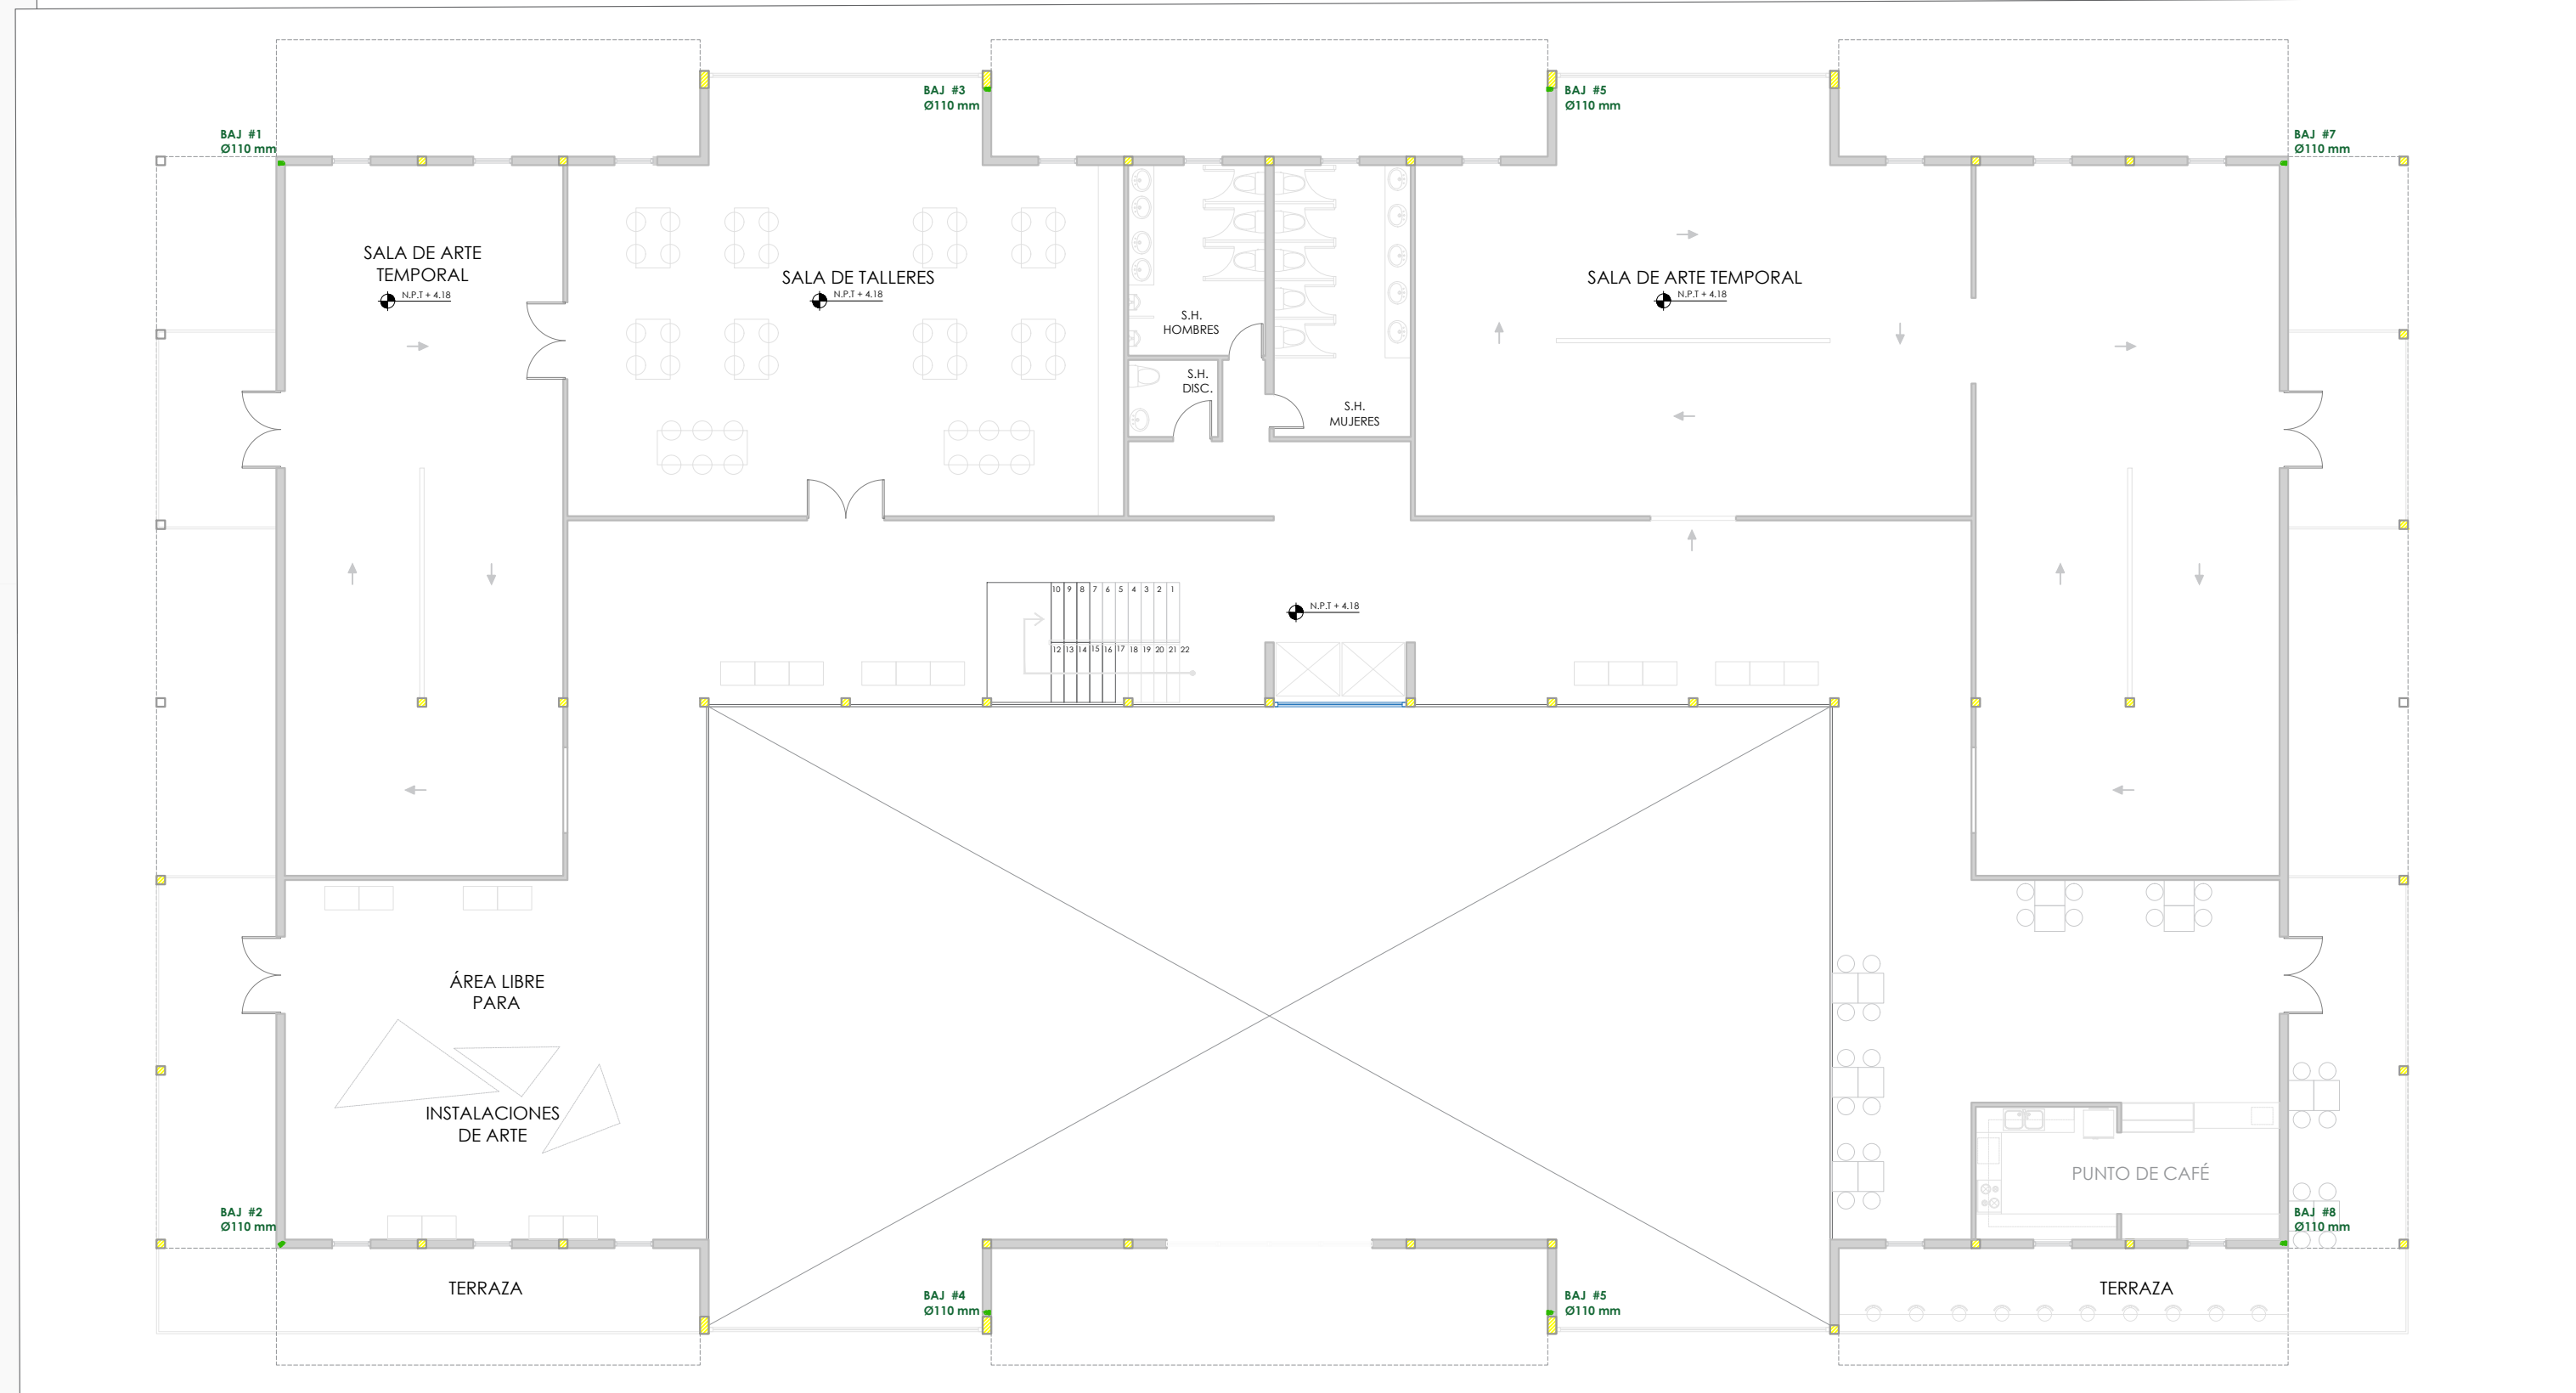 BAJ #3
Ø110 mm
BAJ #5
Ø110 mm
BAJ #1
Ø110 mm
BAJ #7
Ø110 mm
SALA DE ARTE
TEMPORAL
N.P.T + 4.18
SALA DE TALLERES
N.P.T + 4.18
SALA DE ARTE TEMPORAL
N.P.T + 4.18
S.H.
HOMBRES
S.H.
DISC.
S.H.
MUJERES
10 9 8 7 6 5 4 3 2 1
12 13 14 15 16 17 18 19 20 21 22
N.P.T + 4.18
ÁREA LIBRE
PARA
INSTALACIONES
DE ARTE
PUNTO DE CAFÉ
BAJ #2
Ø110 mm
BAJ #8
Ø110 mm
TERRAZA
BAJ #4
Ø110 mm
BAJ #5
Ø110 mm
TERRAZA